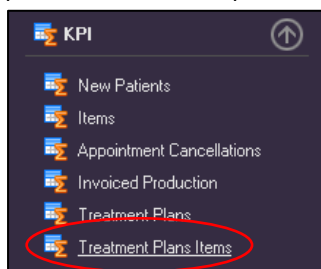 KPI
New Patients
Items
Appointment Cancellations
Invoiced Production
Treatment Plans
Treatment Plans Items